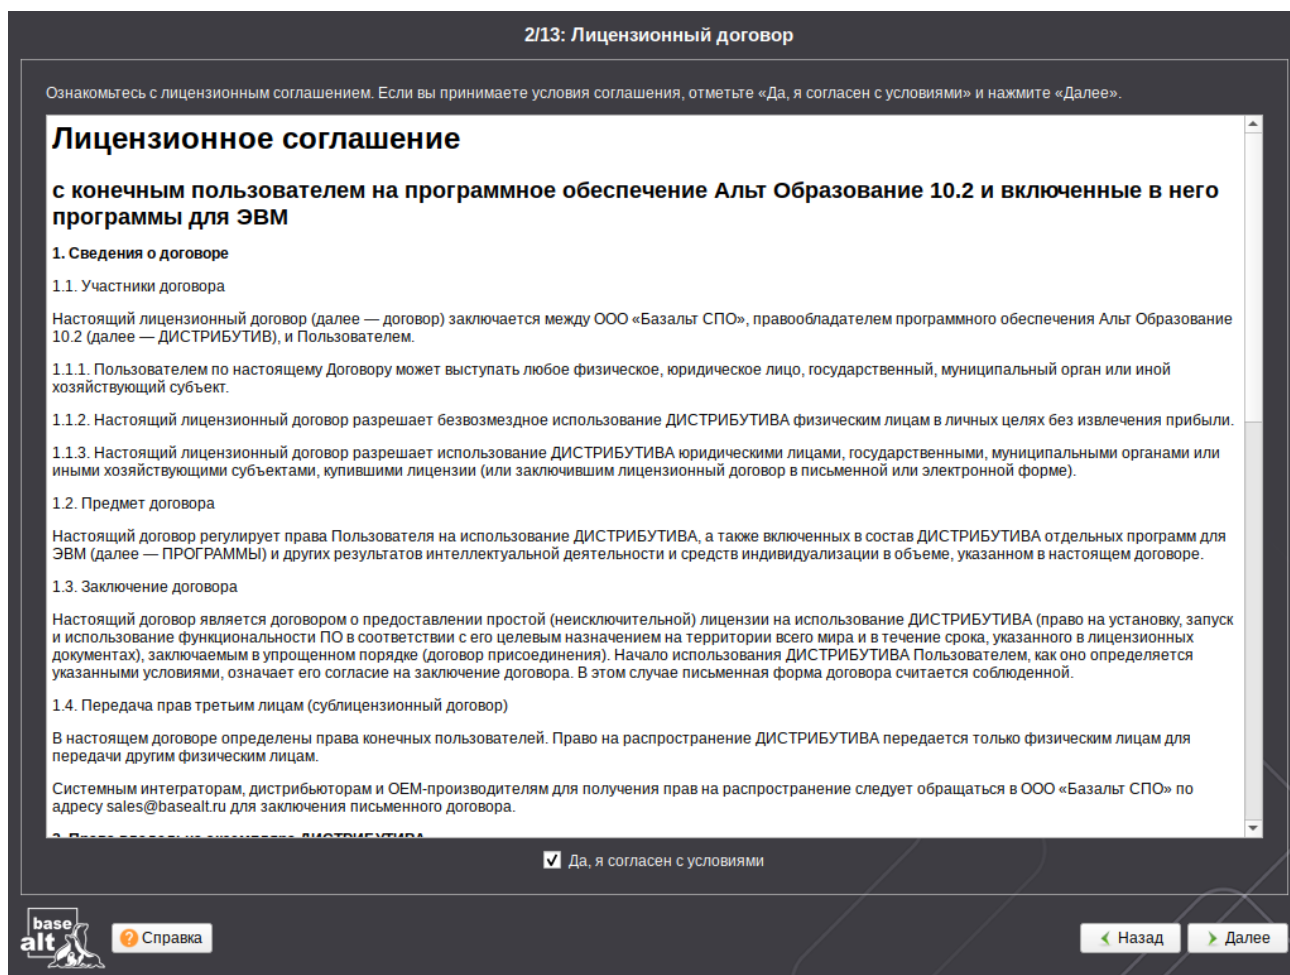 2/13: Лицензионный договор
Ознакомьтесь с лицензионным соглашением. Если вы принимаете условия соглашения, отметьте «Да, я согласен с условиями» и нажмите «Далее».
Лицензионное соглашение
с конечным пользователем на программное обеспечение Альт Образование 10.2 и включенные в него
программы для ЭВМ
1. Сведения о договоре
1.1. Участники договора
Настоящий лицензионный договор (далее — договор) заключается между ООО «Базальт СПО», правообладателем программного обеспечения Альт Образование
10.2 (далее — ДИСТРИБУТИВ), и Пользователем.
1.1.1. Пользователем по настоящему Договору может выступать любое физическое, юридическое лицо, государственный, муниципальный орган или иной
хозяйствующий субъект.
1.1.2. Настоящий лицензионный договор разрешает безвозмездное использование ДИСТРИБУТИВА физическим лицам в личных целях без извлечения прибыли.
1.1.3. Настоящий лицензионный договор разрешает использование ДИСТРИБУТИВА юридическими лицами, государственными, муниципальными органами или
иными хозяйствующими субъектами, купившими лицензии (или заключившим лицензионный договор в письменной или электронной форме).
1.2. Предмет договора
Настоящий договор регулирует права Пользователя на использование ДИСТРИБУТИВА, а также включенных в состав ДИСТРИБУТИВА отдельных программ для
ЭВМ (далее — ПРОГРАММЫ) и других результатов интеллектуальной деятельности и средств индивидуализации в объеме, указанном в настоящем договоре.
1.3. Заключение договора
Настоящий договор является договором о предоставлении простой (неисключительной) лицензии на использование ДИСТРИБУТИВА (право на установку, запуск
и использование функциональности ПО в соответствии с его целевым назначением на территории всего мира и в течение срока, указанного в лицензионных
документах), заключаемым в упрощенном порядке (договор присоединения). Начало использования ДИСТРИБУТИВА Пользователем, как оно определяется
указанными условиями, означает его согласие на заключение договора. В этом случае письменная форма договора считается соблюденной.
1.4. Передача прав третьим лицам (сублицензионный договор)
В настоящем договоре определены права конечных пользователей. Право на распространение ДИСТРИБУТИВА передается только физическим лицам для
передачи другим физическим лицам.
Системным интеграторам, дистрибьюторам и OEM-производителям для получения прав на распространение следует обращаться в ООО «Базальт СПО» по
адресу sales@basealt.ru для заключения письменного договора.
Да, я согласен с условиями
base
alt
Справка
Назад
Далее